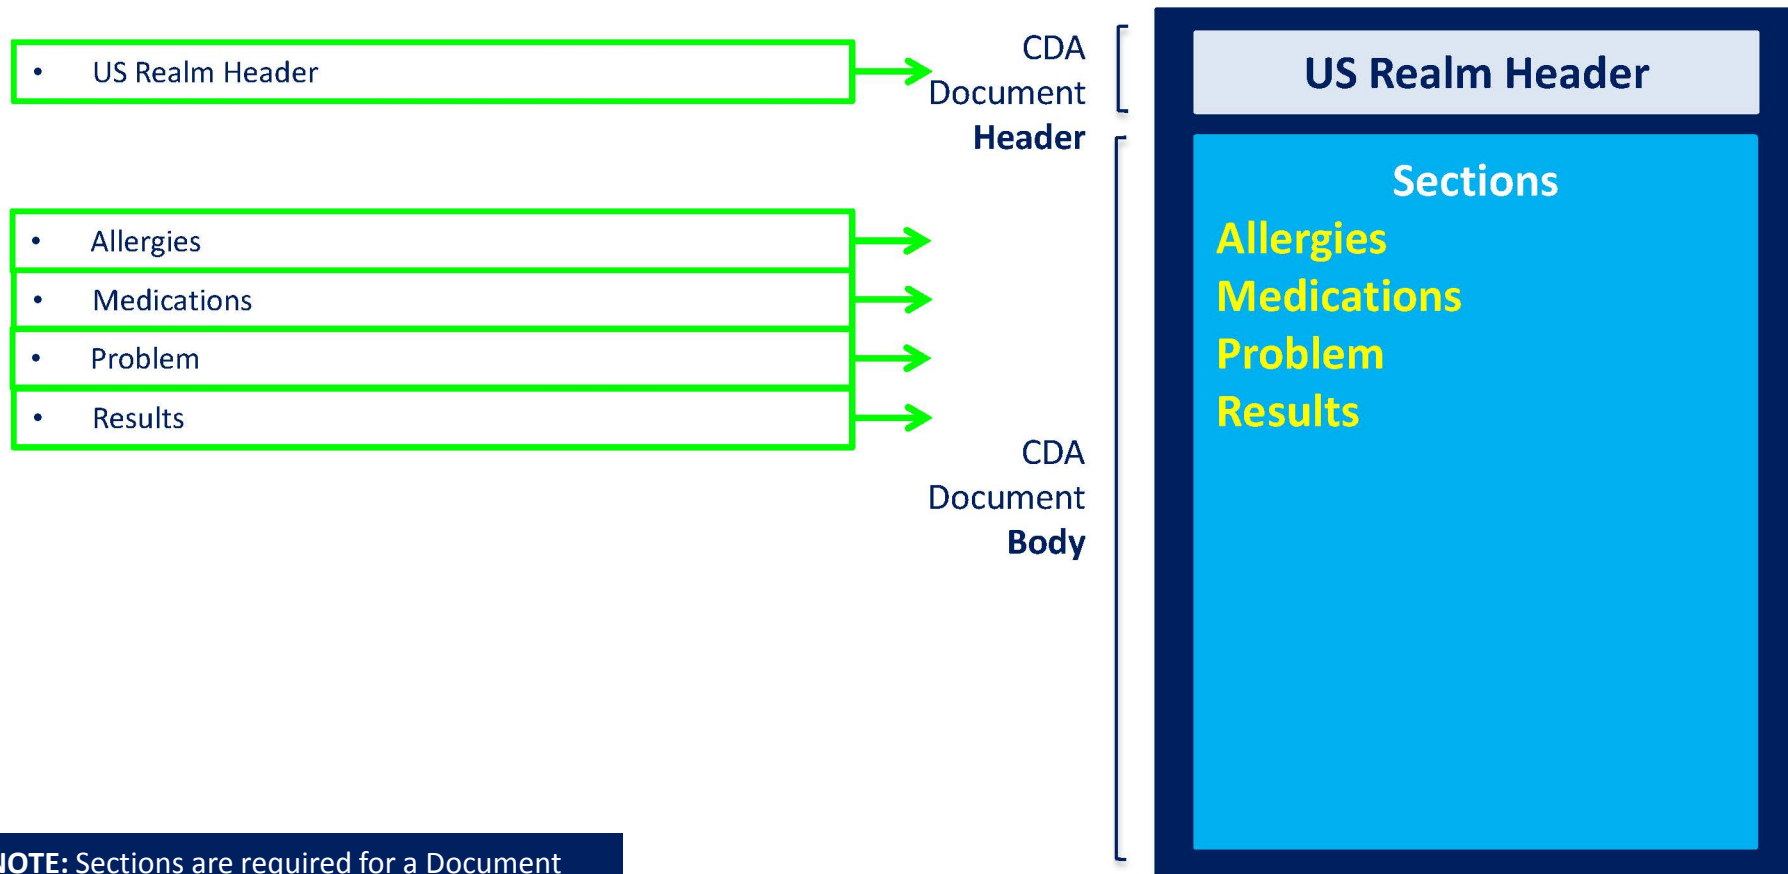 • US Realm Header
CDA
Document
Header
US Realm Header
• Allergies
• Medications
• Problem
• Results
CDA
Document
Body
Sections
Allergies
Medications
Problem
Results
NOTE: Sections are required for a Document